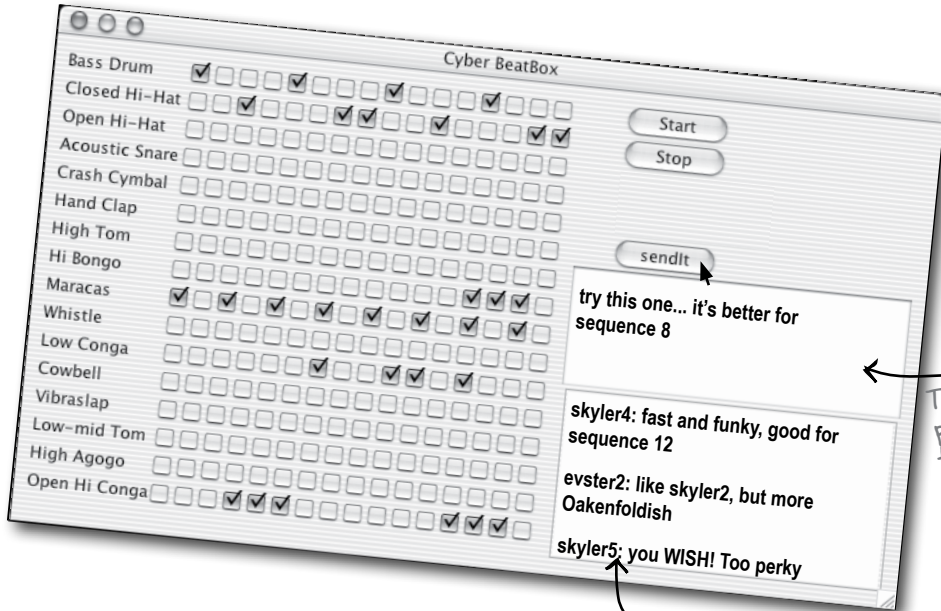 Cyber BeatBox
Bass Drum
Closed Hi-Hat
Open Hi-Hat
Acoustic Snare
Crash Cymbal
Hand Clap
High Tom
Hi Bongo
Maracas
Whistle
Low Conga
Cowbell
Vibraslap
Low-mid Tom
High Agogo
Open Hi Conga
Start
Stop
sendIt
try this one... it's better for
sequence 8
skyler4: fast and funky, good for
sequence 12
evster2: like skyler2, but more
Oakenfoldish
skyler5: you WISH! Too perky